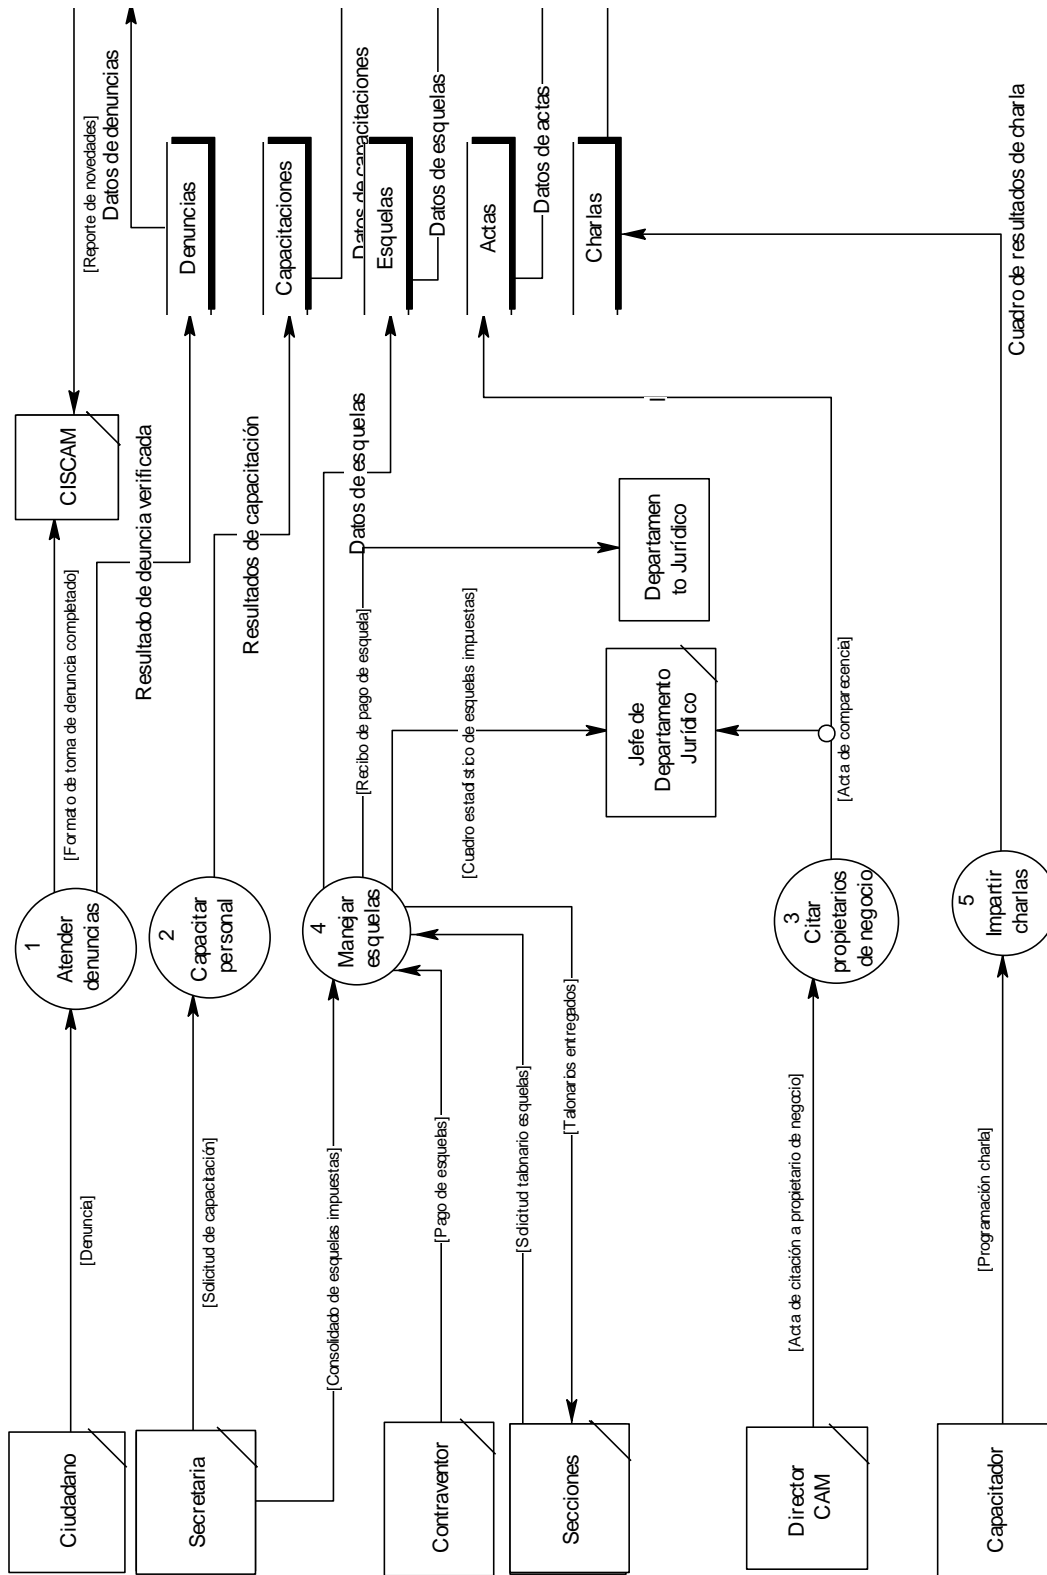 Ciudadano
[Denuncia]
1
Atender
denuncias
[Formato de toma de denuncia completado]
CISCAM
[Reporte de novedades]
Datos de denuncias
Resultado de deuncia verificada
Denuncias
Secretaria
[Solicitud de capacitación]
2
Capacitar
personal
Resultados de capacitación
Capacitaciones
Datos de capacitaciones
[Consolidado de esquelas impuestas]
4
Manejar
esquelas
Datos de esquelas
[Recibo de pago de esquela]
Esquelas
Datos de esquelas
Contraventor
[Pago de esquelas]
[Cuadro estadístico de esquelas impuestas]
Actas
Datos de actas
Secciones
[Solicitud talonario esquelas]
[Talonarios entregados]
Jefe de
Departamento
Jurídico
Departamen
to Jurídico
Charlas
Director
CAM
[Acta de citación a propietario de negocio]
3
Citar
propietarios
de negocio
[Acta de comparecencia]
Capacitador
[Programación charla]
5
Impartir
charlas
Cuadro de resultados de charla